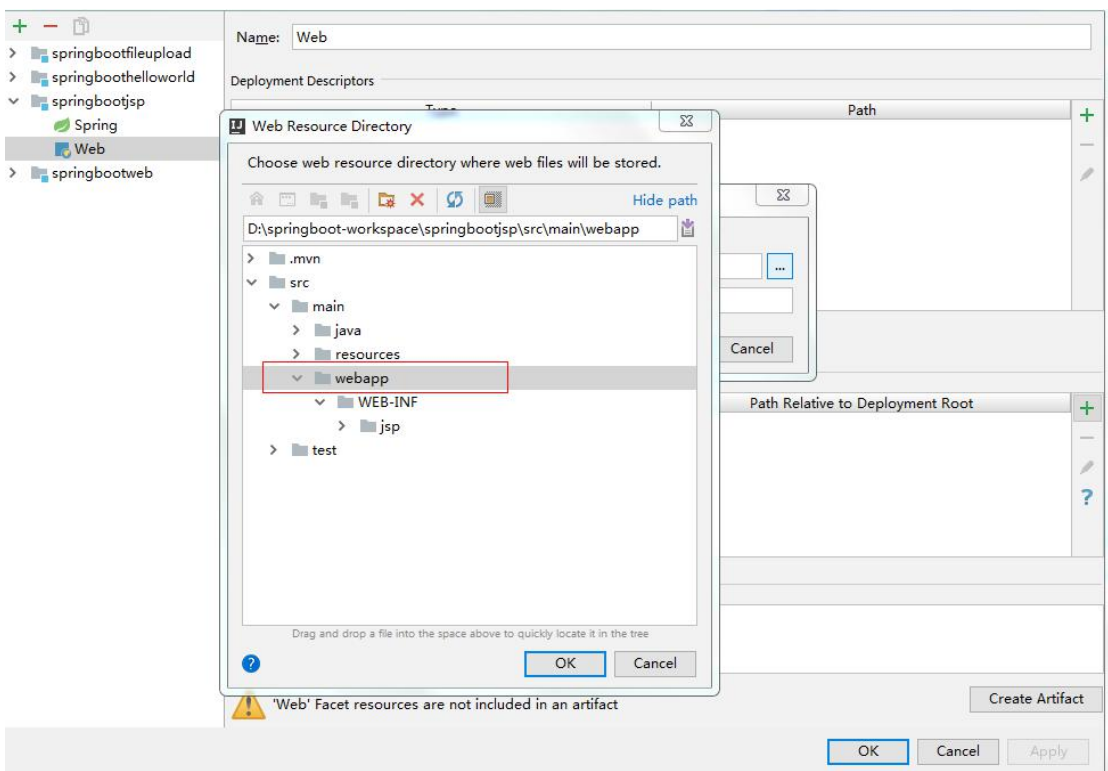 springbootfileupload
springboothelloworld
springbootjsp
Spring
Web
springbootweb
Name: Web
Deployment Descriptors
Path
Web Resource Directory
Choose web resource directory where web files will be stored.
Hide path
D:\springboot-workspace\springbootjsp\src\main\webapp
.mvn
src
main
java
resources
webapp
WEB-INF
jsp
test
Drag and drop a file into the space above to quickly locate it in the tree
OK Cancel
...
Cancel
Path Relative to Deployment Root
'Web' Facet resources are not included in an artifact
Create Artifact
OK Cancel Apply